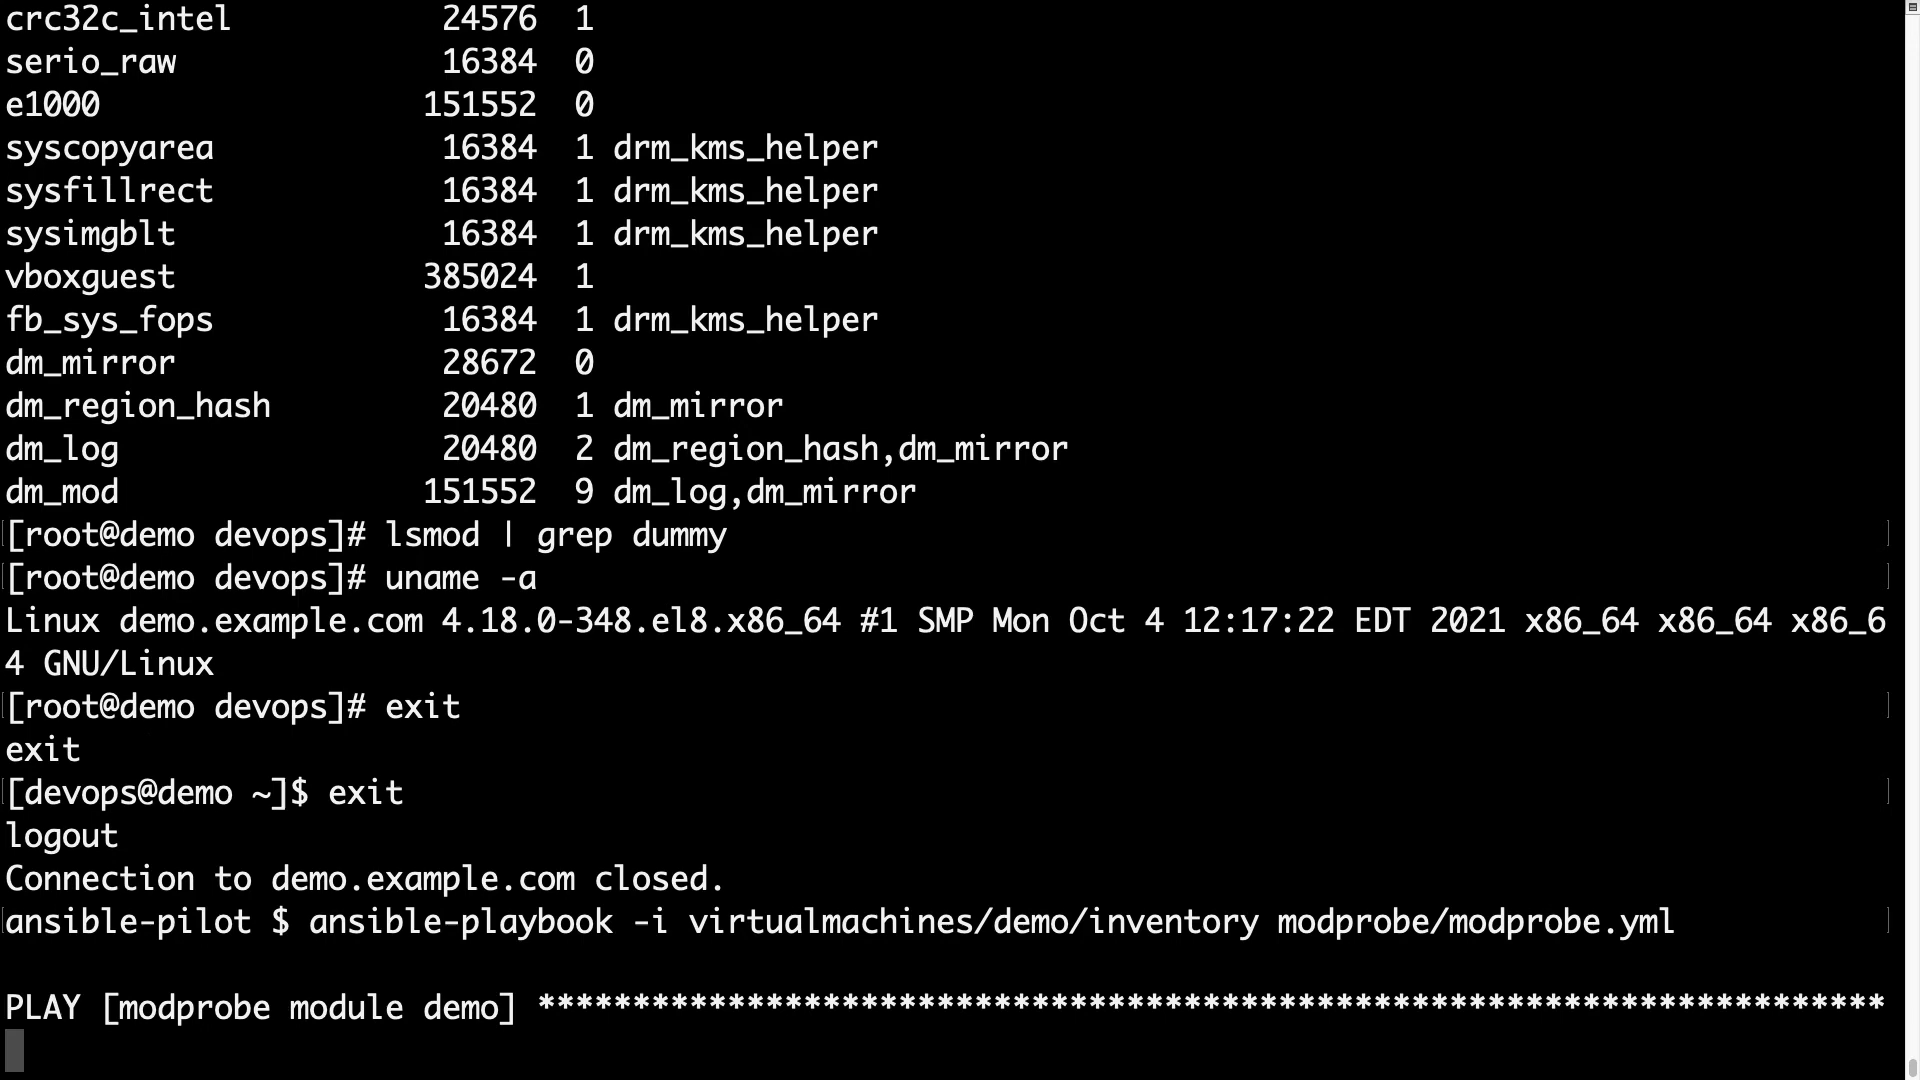 crc32c_intel           24576  1
serio_raw              16384  0
e1000                 151552  0
syscopyarea            16384  1 drm_kms_helper
sysfillrect            16384  1 drm_kms_helper
sysimgblt              16384  1 drm_kms_helper
vboxguest             385024  1
fb_sys_fops            16384  1 drm_kms_helper
dm_mirror              28672  0
dm_region_hash         20480  1 dm_mirror
dm_log                 20480  2 dm_region_hash,dm_mirror
dm_mod                151552  9 dm_log,dm_mirror
[root@demo devops]# lsmod | grep dummy
[root@demo devops]# uname -a
Linux demo.example.com 4.18.0-348.el8.x86_64 #1 SMP Mon Oct 4 12:17:22 EDT 2021 x86_64 x86_64 x86_6
4 GNU/Linux
[root@demo devops]# exit
exit
[devops@demo ~]$ exit
logout
Connection to demo.example.com closed.
ansible-pilot $ ansible-playbook -i virtualmachines/demo/inventory modprobe/modprobe.yml
PLAY [modprobe module demo] ***********************************************************************